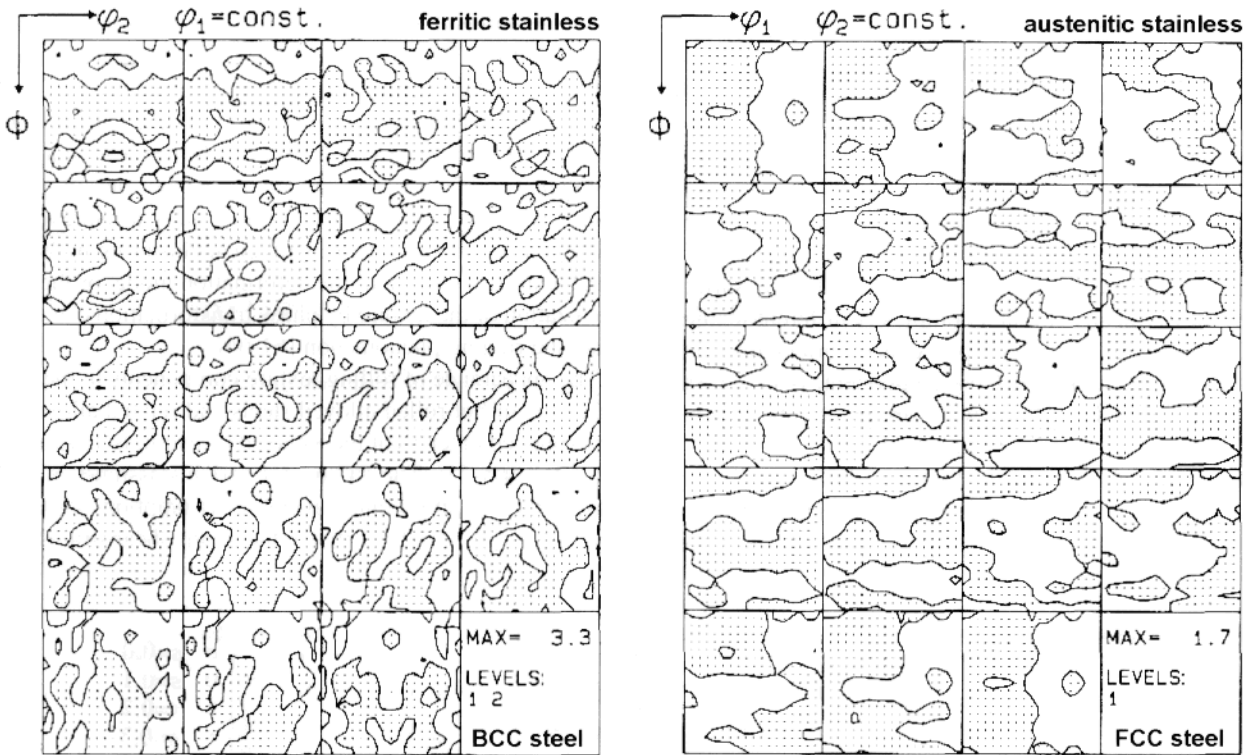 φ₂ φ₁=const. ferritic stainless
Φ
MAX= 3.3
LEVELS:
1 2
BCC steel
φ₁ φ₂=const. austenitic stainless
Φ
MAX= 1.7
LEVELS:
1
FCC steel